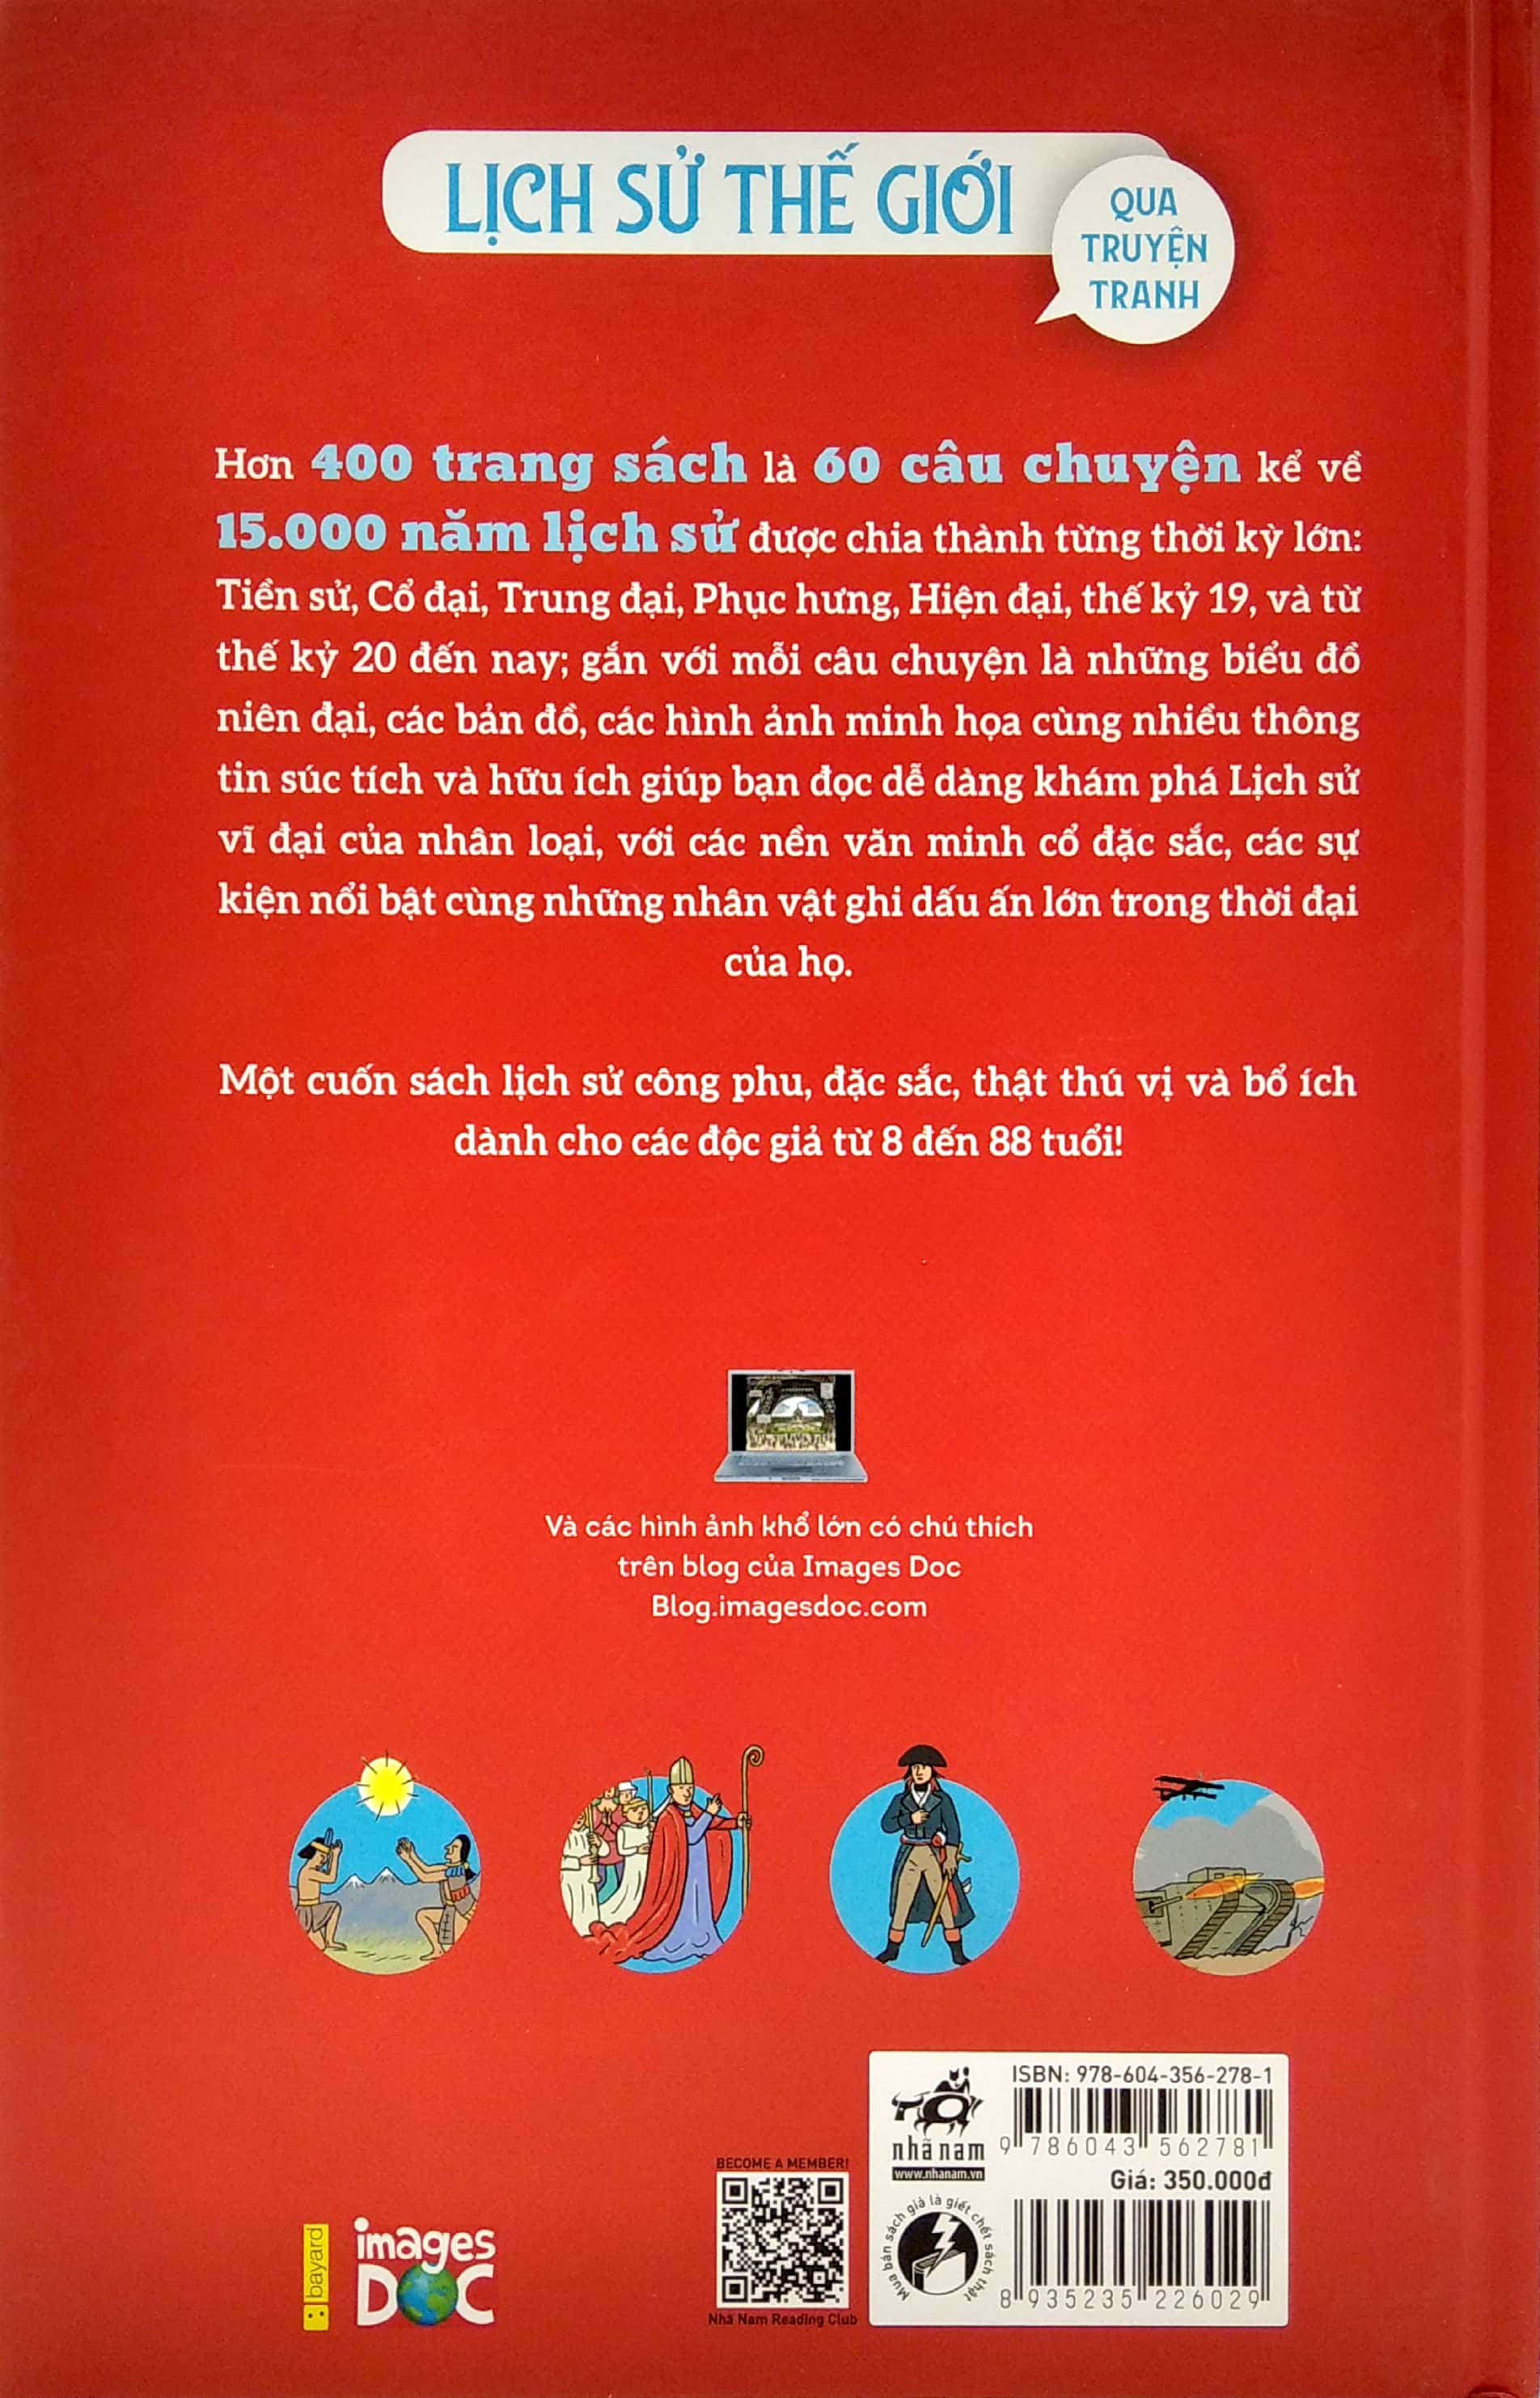 LỊCH SỬ THẾ GIỚI
QUA
TRUYỆN
TRANH
Hơn 400 trang sách là 60 câu chuyện kể về
15.000 năm lịch sử được chia thành từng thời kỳ lớn:
Tiền sử, Cổ đại, Trung đại, Phục hưng, Hiện đại, thế kỷ 19, và từ
thế kỷ 20 đến nay; gắn với mỗi câu chuyện là những biểu đồ
niên đại, các bản đồ, các hình ảnh minh họa cùng nhiều thông
tin súc tích và hữu ích giúp bạn đọc dễ dàng khám phá Lịch sử
vĩ đại của nhân loại, với các nền văn minh cổ đặc sắc, các sự
kiện nổi bật cùng những nhân vật ghi dấu ấn lớn trong thời đại
của họ.
Một cuốn sách lịch sử công phu, đặc sắc, thật thú vị và bổ ích
dành cho các độc giả từ 8 đến 88 tuổi!
Và các hình ảnh khổ lớn có chú thích
trên blog của Images Doc
Blog.imagesdoc.com
bayard
images
DOC
BECOME A MEMBER!
Nhã Nam Reading Club
nhã nam
www.nhanam.vn
Mua bán sách giả là giết chết sách thật
ISBN: 978-604-356-278-1
9 786043 562781
Giá: 350.000đ
8 935235 226029